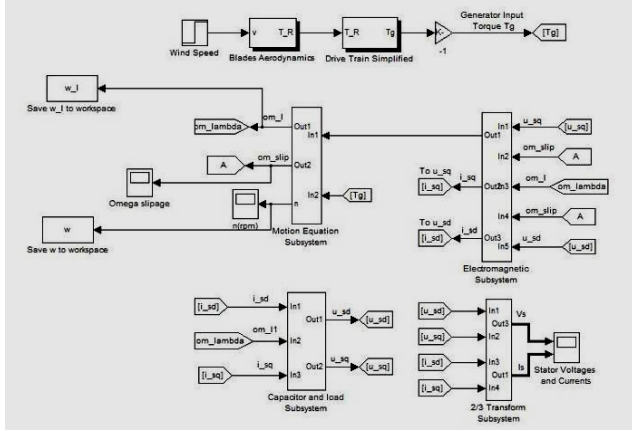 Generator Input
Torque Tg
v
T_R
T_R
Tg
K-
[Tg]
Wind Speed
Blades Aerodynamics
Drive Train Simplified
-1
w_l
Save w_l to workspace
om_lambda
om_l
Out1
In1
A
om_slip
Out2
Omega slipage
n
In2
[Tg]
n(rpm)
Motion Equation
Subsystem
w
Save w to workspace
In1
u_sq
[u_sq]
Out1
om_slip
In2
A
To u_sq
i_sq
[i_sq]
Out2
In3
om_l
om_lambda
To u_sd
i_sd
[i_sd]
In4
om_slip
A
Out3
u_sd
In5
[u_sd]
Electromagnetic
Subsystem
[i_sd]
i_sd
In1
Out1
u_sd
[u_sd]
om_lambda
om_l1
In2
[i_sq]
i_sq
In3
Out2
u_sq
[u_sq]
Capacitor and load
Subsystem
[u_sd]
In1
Out3
Vs
[u_sq]
In2
[i_sd]
In3
Out1
Is
[i_sq]
In4
2/3 Transform
Subsystem
Stator Voltages
and Currents